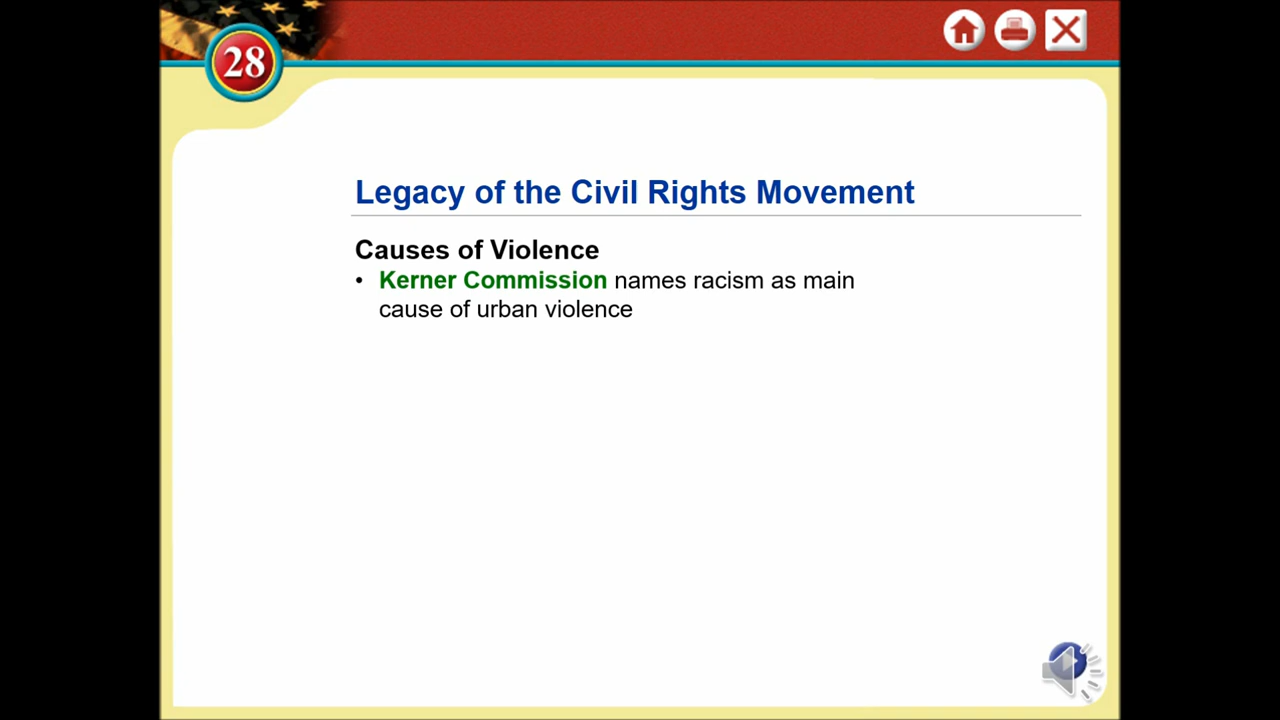 28
Legacy of the Civil Rights Movement
Causes of Violence
• Kerner Commission names racism as main
cause of urban violence